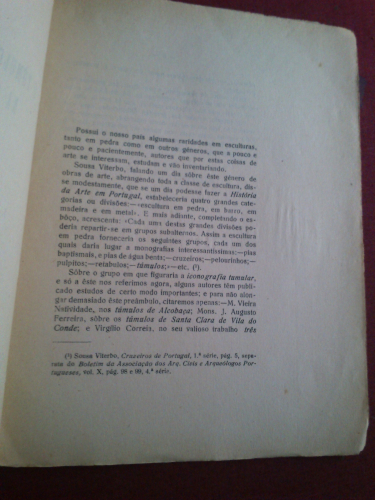 Possui o nosso país algumas raridades em esculturas,
tanto em pedra como em outros géneros, que a pouco e
pouco e pacientemente, autores que por estas coisas de
arte se interessam, estudam e vão inventariando.
Sousa Viterbo, falando um dia sôbre êste género de
obras de arte, abrangendo toda a classe de escultura, dis-
se modestamente, que se um dia podesse fazer a História
da Arte em Portugal, estabeleceria quatro grandes cate-
gorias ou divisões:—«escultura em pedra, em barro, em
madeira e em metal». E mais adiante, completando o es-
bôço, acrescenta: «Cada uma destas grandes divisões pe-
deria repartir-se em grupos subalternos. Assim a escultura
em pedra forneceria os seguintes grupos, cada um dos
quais daria lugar a monografias interessantíssimas:—pias
baptismais, e pias de água benta;—cruzeiros;—pelourinhos;—
púlpitos;—retabulos;—túmulos;»—etc. (¹).
Sôbre o grupo em que figuraria a iconografia tumular,
e só a êste nos referimos agora, alguns autores têm publi-
cado estudos de certo modo importantes; e para não alon-
gar demasiado êste preâmbulo, citaremos apenas:—M. Vieira
Natividade, nos túmulos de Alcobaça; Mons. J. Augusto
Ferreira, sôbre os túmulos de Santa Clara de Vila do
Conde; e Virgílio Correia, no seu valioso trabalho três
(¹) Sousa Viterbo, Cruzeiros de Portugal, 1.ª série, pág. 5, sepa-
rata do Boletim da Associação dos Arq. Civis e Arqueólogos Por-
tugueses, vol. X, pág. 98 e 99, 4.ª série.